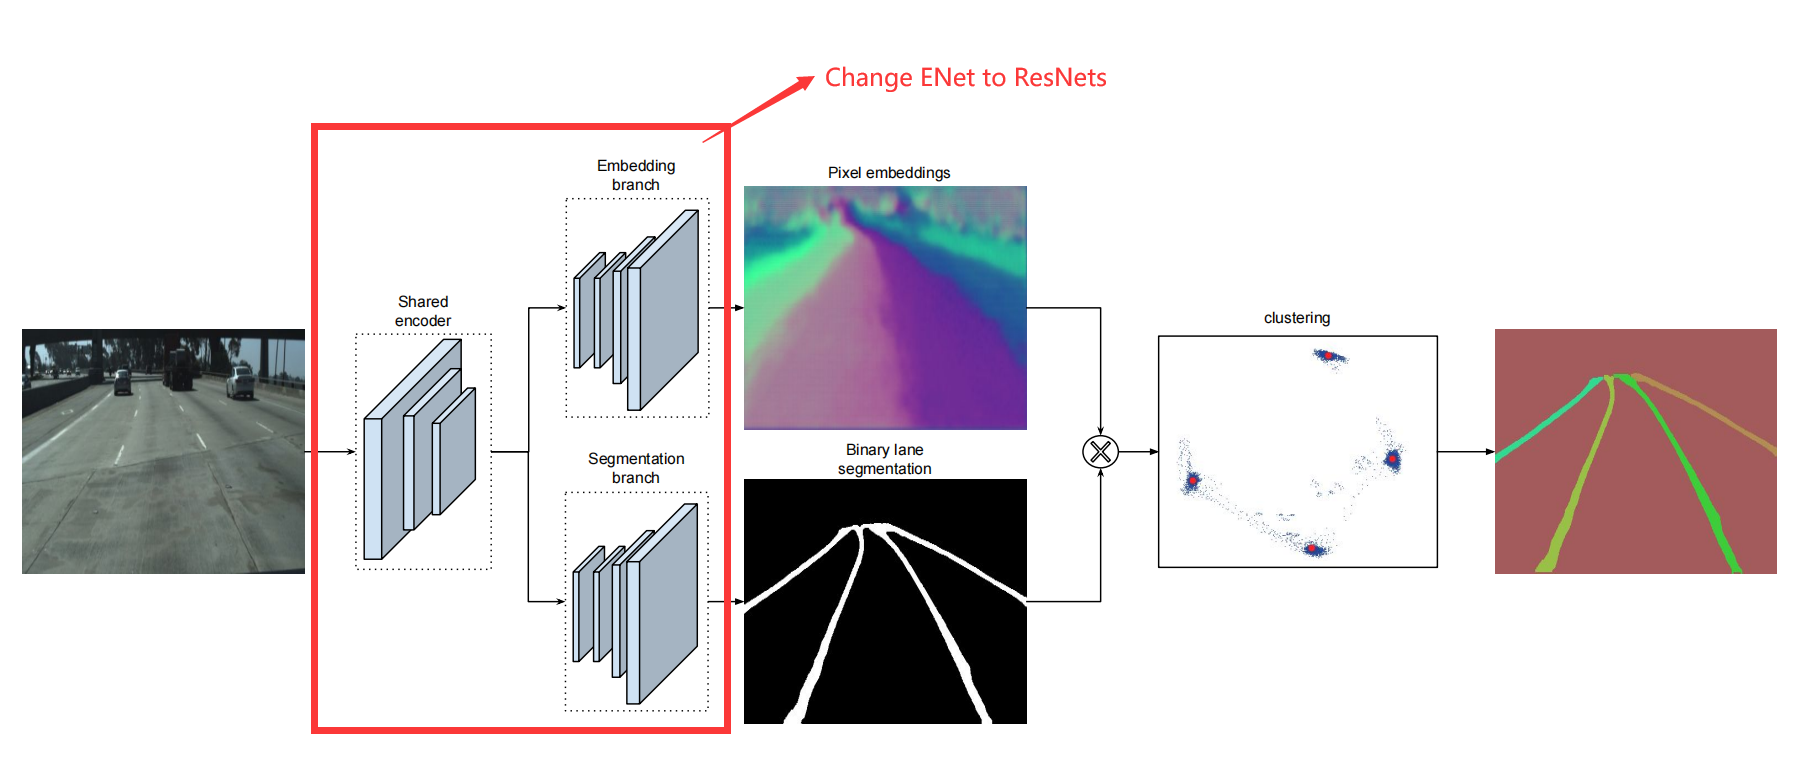 Change ENet to ResNets
Embedding
branch
Pixel embeddings
Shared
encoder
clustering
Segmentation
branch
Binary lane
segmentation